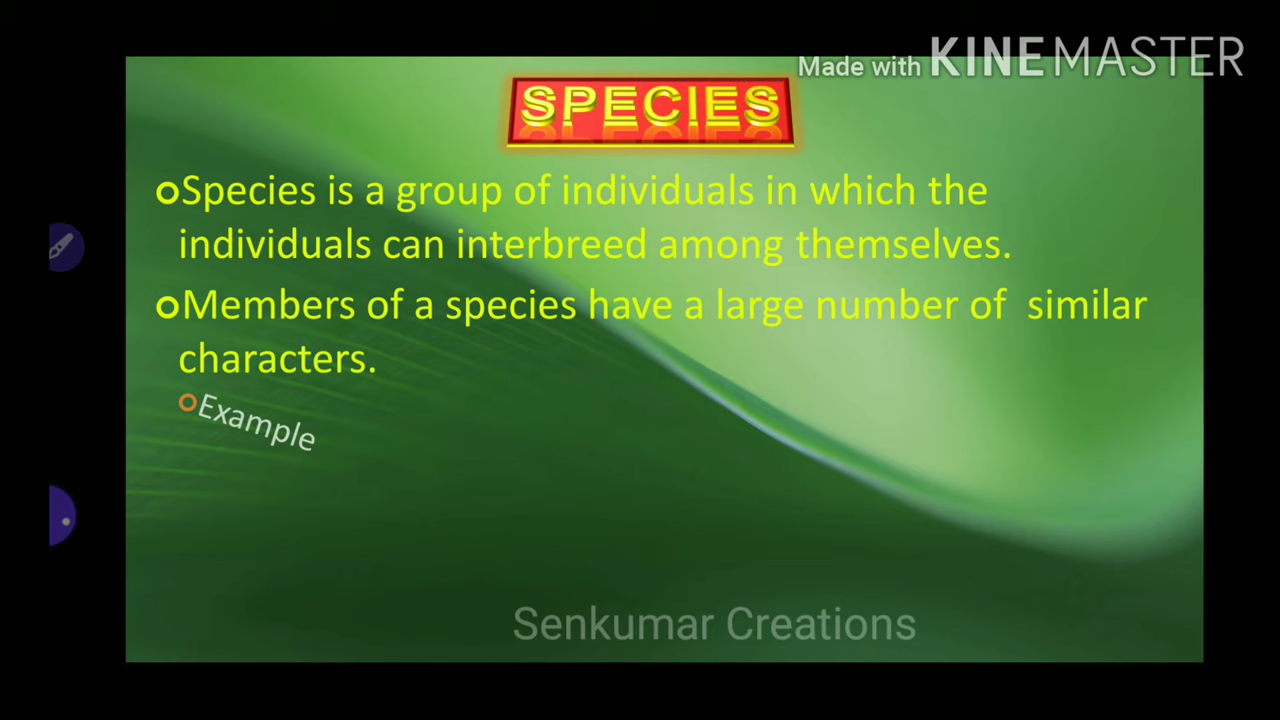 Made with KINEMASTER
SPECIES
Species is a group of individuals in which the
individuals can interbreed among themselves.
Members of a species have a large number of similar
characters.
Example
Senkumar Creations